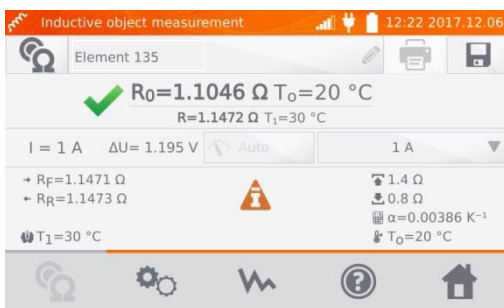 Inductive object measurement 12:22 2017.12.06
Element 135
R0=1.1046 Ω To=20 °C
R=1.1472 Ω T1=30 °C
I = 1 A ΔU= 1.195 V Auto 1 A
RF=1.1471 Ω 1.4 Ω
RR=1.1473 Ω 0.8 Ω
α=0.00386 K⁻¹
T1=30 °C To=20 °C